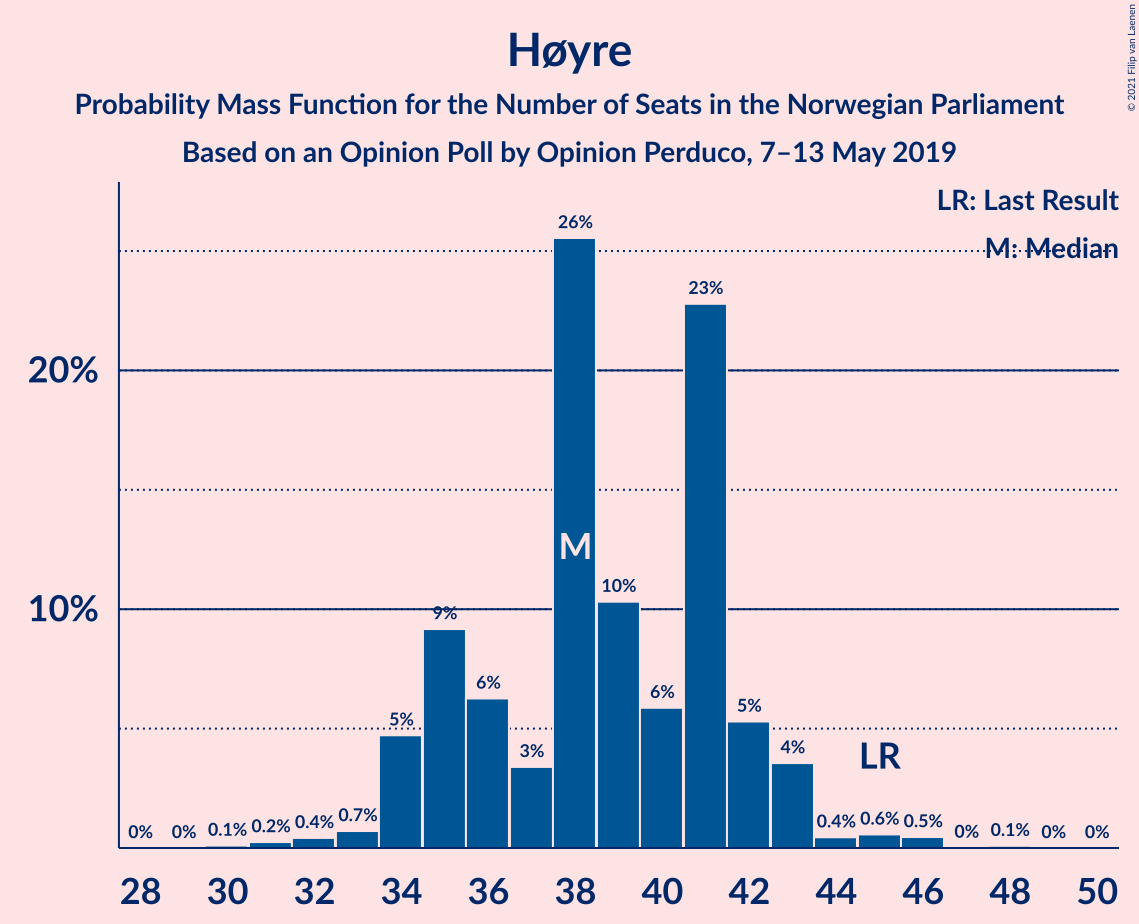 Høyre
Probability Mass Function for the Number of Seats in the Norwegian Parliament
Based on an Opinion Poll by Opinion Perduco, 7–13 May 2019
© 2021 Filip van Laenen
LR: Last Result
M: Median
26%
23%
20%
M
10%
10%
9%
6%
6%
5%
5%
3%
4%
LR
0%
0%
0.1%
0.2%
0.4%
0.7%
0.4%
0.6%
0.5%
0%
0.1%
0%
0%
28 30 32 34 36 38 40 42 44 46 48 50